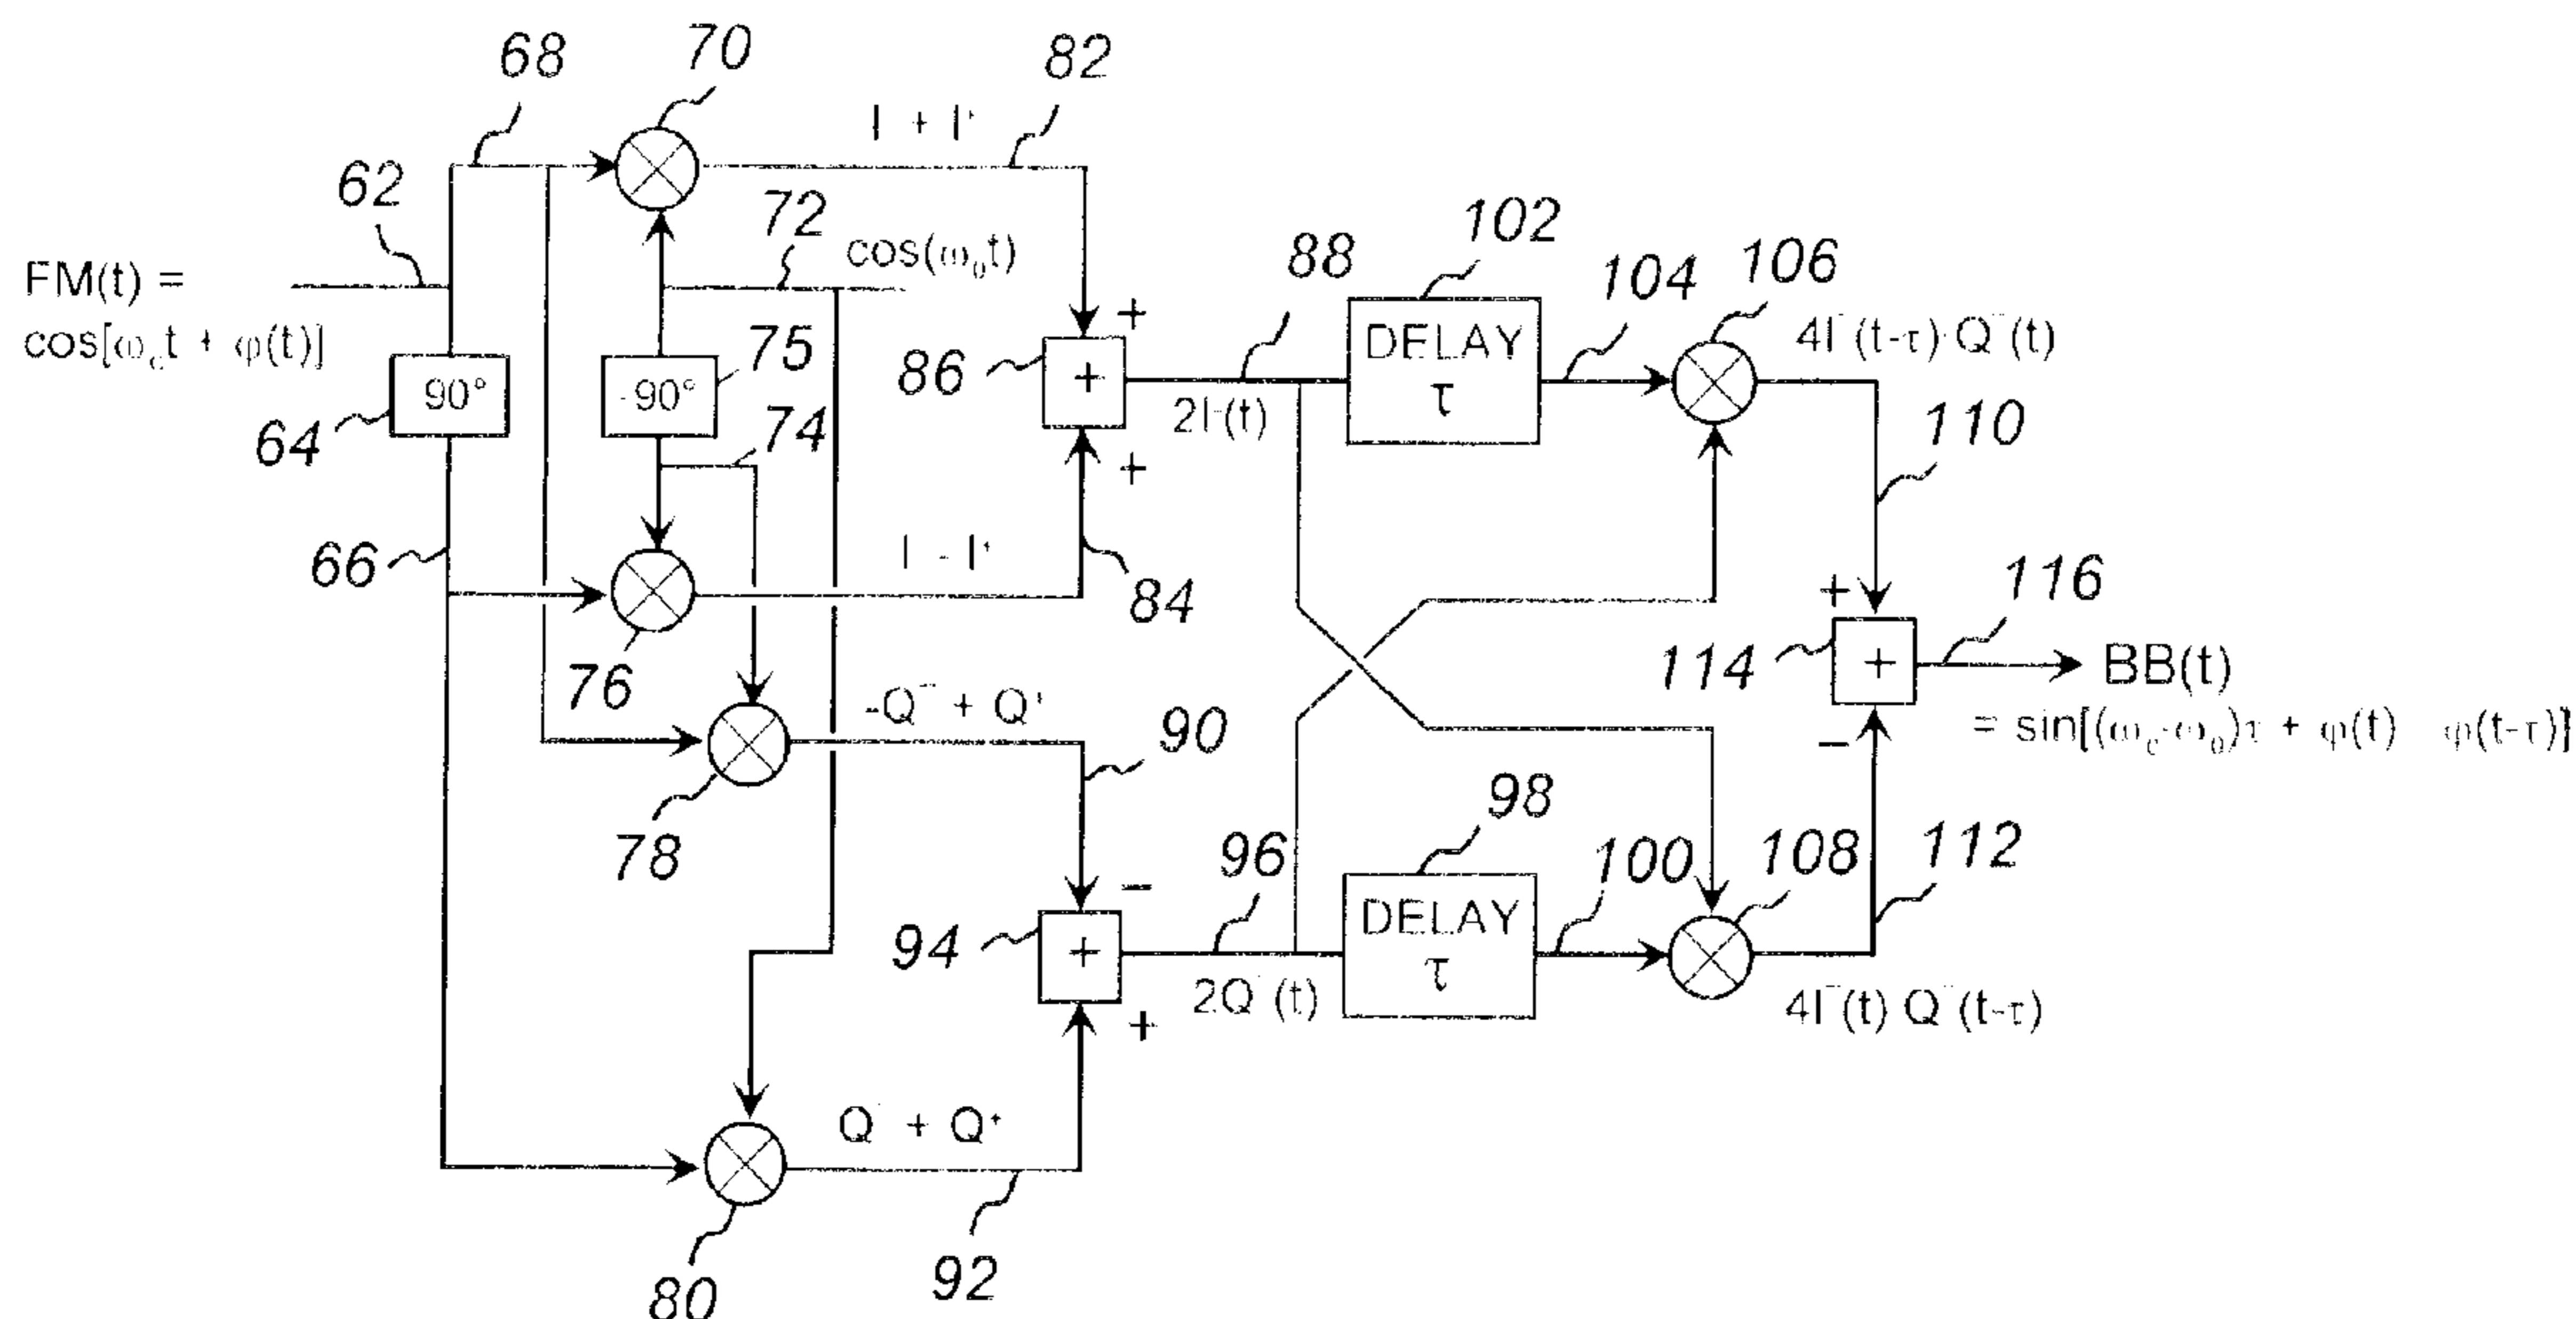 68
70
82
I + I⁺
62
72
cos(ω₀t)
102
88
104
106
FM(t) =
cos[ω_c t + φ(t)]
4I⁻(t-τ)·Q⁻(t)
DELAY
τ
75
86
+
+
90°
-90°
2I⁻(t)
74
64
+
110
66
I - I⁺
84
116
+
76
114
+
BB(t)
-Q⁻ + Q⁺
90
−
= sin[(ω_c-ω₀)τ + φ(t) φ(t-τ)]
98
78
96
100
108
112
−
DELAY
τ
94
+
2Q⁻(t)
4I⁻(t) Q⁻(t-τ)
+
Q⁻ + Q⁺
80
92